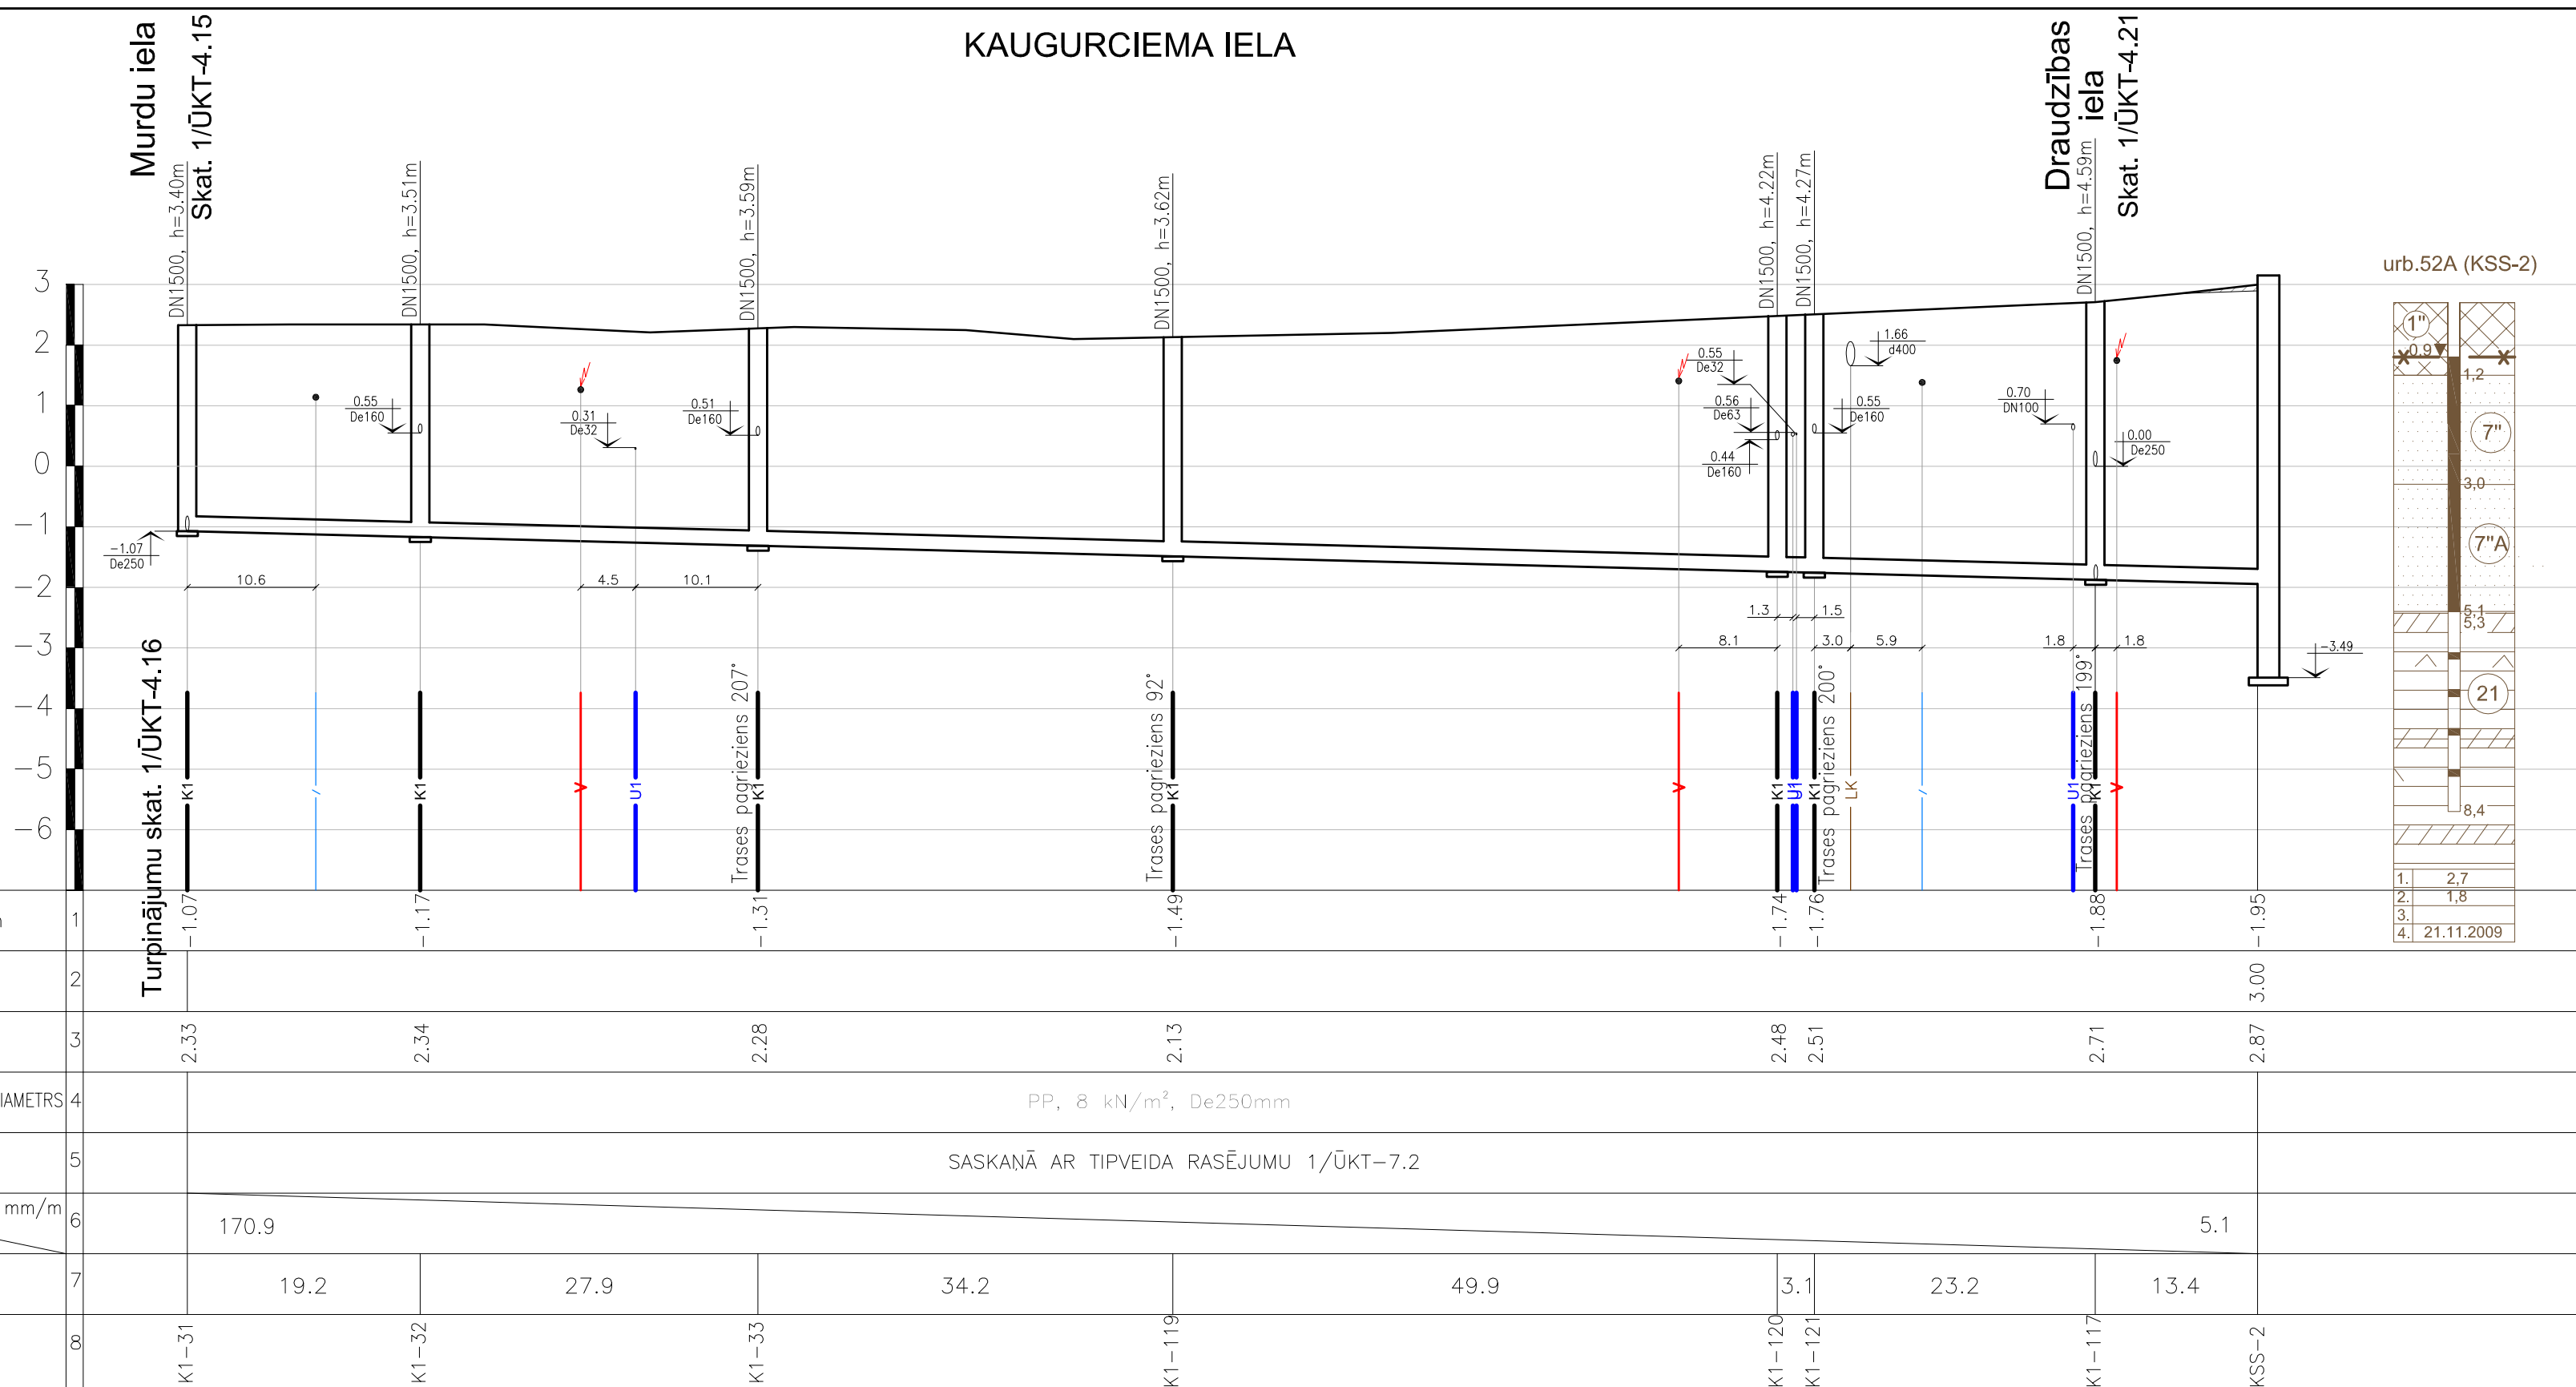 KAUGURCIEMA IELA
Murdu iela
Skat. 1/ŪKT-4.15
Draudzības
iela
Skat. 1/ŪKT-4.21
DN1500, h=3.40m
DN1500, h=3.51m
DN1500, h=3.59m
DN1500, h=3.62m
DN1500, h=4.22m
DN1500, h=4.27m
DN1500, h=4.59m
urb.52A (KSS-2)
3
2
1
0
-1
-2
-3
-4
-5
-6
0.55
De160
0.31
De32
0.51
De160
0.55
De32
0.56
De63
0.44
De160
1.66
d400
0.55
De160
0.70
DN100
0.00
De250
-1.07
De250
-3.49
10.6
4.5
10.1
1.3
1.5
8.1
3.0
5.9
1.8
1.8
Turpinājumu skat. 1/ŪKT-4.16
Trases pagrieziens 207°
Trases pagrieziens 92°
Trases pagrieziens 200°
Trases pagrieziens 199°
K1
K1
V
U1
K1
K1
V
K1
U1
K1
LK
U1
K1
V
1"
0,9
1,2
7"
3,0
7"A
5,1
5,3
21
8,4
1. 2,7
2. 1,8
3.
4. 21.11.2009
1 -1.07 -1.17 -1.31 -1.49 -1.74 -1.76 -1.88 -1.95
2 3.00
3 2.33 2.34 2.28 2.13 2.48 2.51 2.71 2.87
IAMETRS 4 PP, 8 kN/m², De250mm
5 SASKAŅĀ AR TIPVEIDA RASĒJUMU 1/ŪKT-7.2
mm/m 6 170.9 5.1
7 19.2 27.9 34.2 49.9 3.1 23.2 13.4
8 K1-31 K1-32 K1-33 K1-119 K1-120 K1-121 K1-117 KSS-2